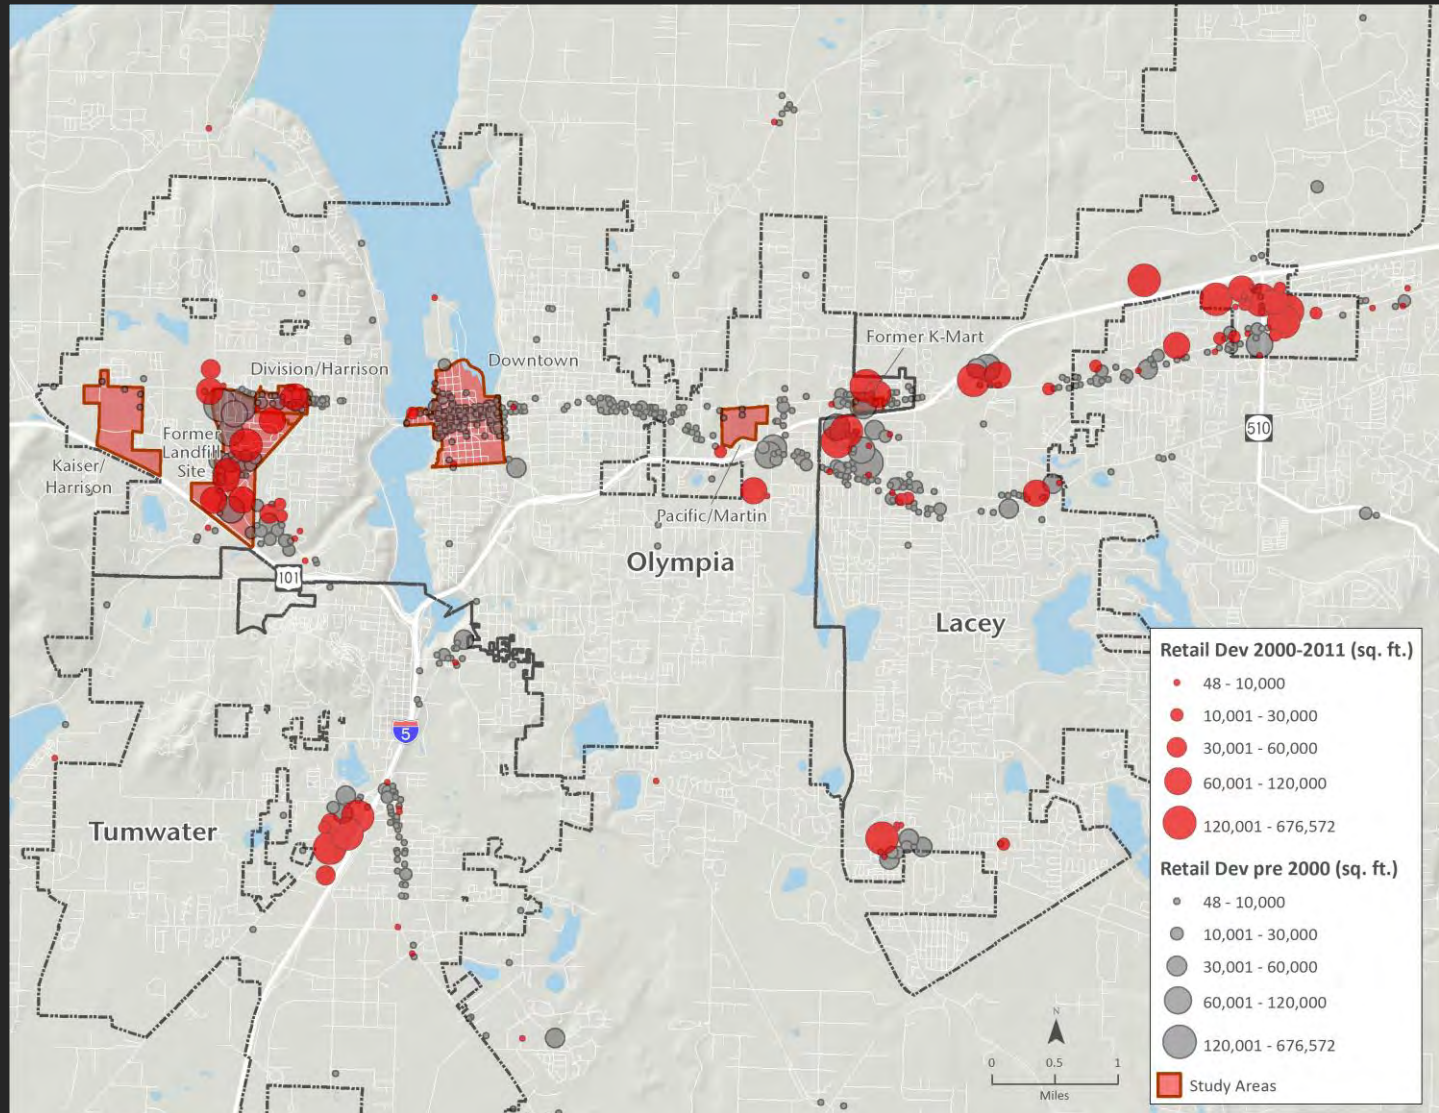 Former K-Mart
Downtown
Division/Harrison
510
Former
Landfill
Site
Kaiser/
Harrison
Pacific/Martin
Olympia
101
Lacey
5
Tumwater
Retail Dev 2000-2011 (sq. ft.)
48 - 10,000
10,001 - 30,000
30,001 - 60,000
60,001 - 120,000
120,001 - 676,572
Retail Dev pre 2000 (sq. ft.)
48 - 10,000
10,001 - 30,000
30,001 - 60,000
60,001 - 120,000
120,001 - 676,572
Study Areas
N
0 0.5 1
Miles